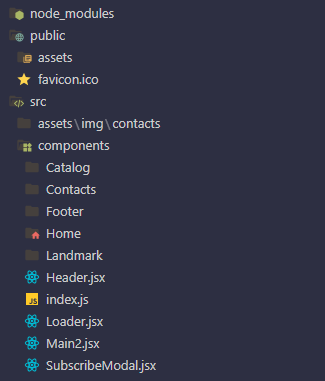 node_modules
public
assets
favicon.ico
src
assets\img\contacts
components
Catalog
Contacts
Footer
Home
Landmark
Header.jsx
JS index.js
Loader.jsx
Main2.jsx
SubscribeModal.jsx